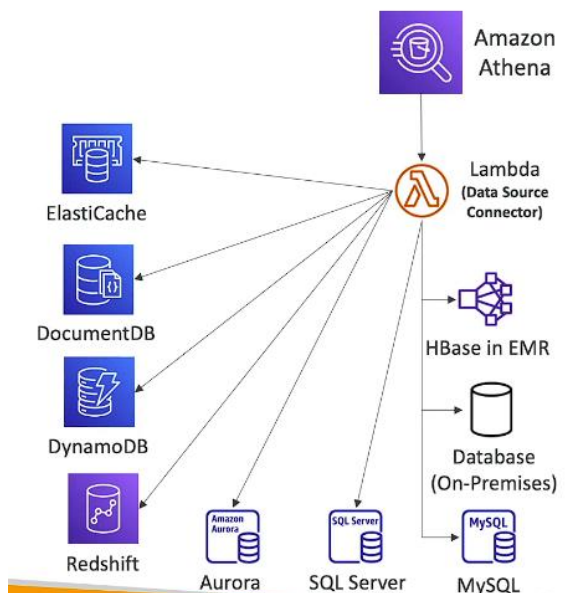 Amazon
Athena
Lambda
(Data Source
Connector)
ElastiCache
DocumentDB
DynamoDB
Redshift
Amazon
Aurora
Aurora
SQL Server
SQL Server
HBase in EMR
Database
(On-Premises)
MySQL
MySQL